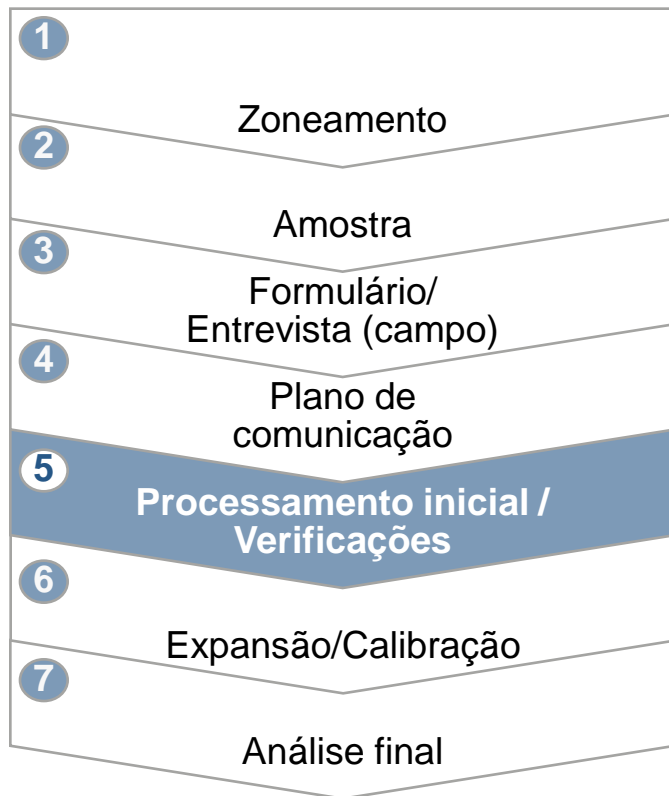 1
Zoneamento
2
Amostra
3
Formulário/
Entrevista (campo)
4
Plano de
comunicação
5
Processamento inicial /
Verificações
6
Expansão/Calibração
7
Análise final